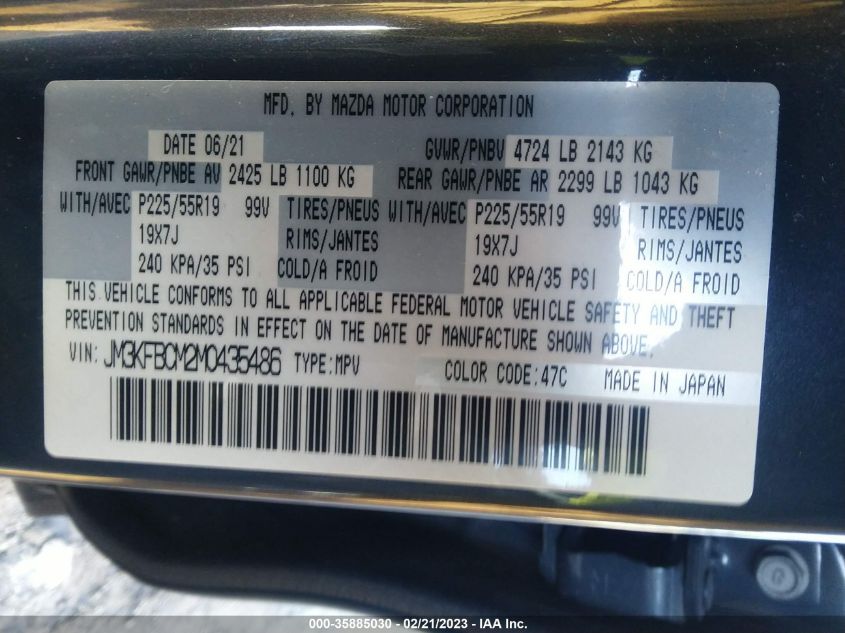 MFD. BY MAZDA MOTOR CORPORATION
DATE 06/21 GVWR/PNBV 4724 LB 2143 KG
FRONT GAWR/PNBE AV 2425 LB 1100 KG REAR GAWR/PNBE AR 2299 LB 1043 KG
WITH/AVEC P225/55R19 99V TIRES/PNEUS WITH/AVEC P225/55R19 99V TIRES/PNEUS
19X7J RIMS/JANTES 19X7J RIMS/JANTES
240 KPA/35 PSI COLD/A FROID 240 KPA/35 PSI COLD/A FROID
THIS VEHICLE CONFORMS TO ALL APPLICABLE FEDERAL MOTOR VEHICLE SAFETY AND THEFT
PREVENTION STANDARDS IN EFFECT ON THE DATE OF MANUFACTURE SHOWN ABOVE.
VIN: JM3KFBCM2M0435486 TYPE:MPV COLOR CODE:47C MADE IN JAPAN
000-35885030 - 02/21/2023 - IAA Inc.